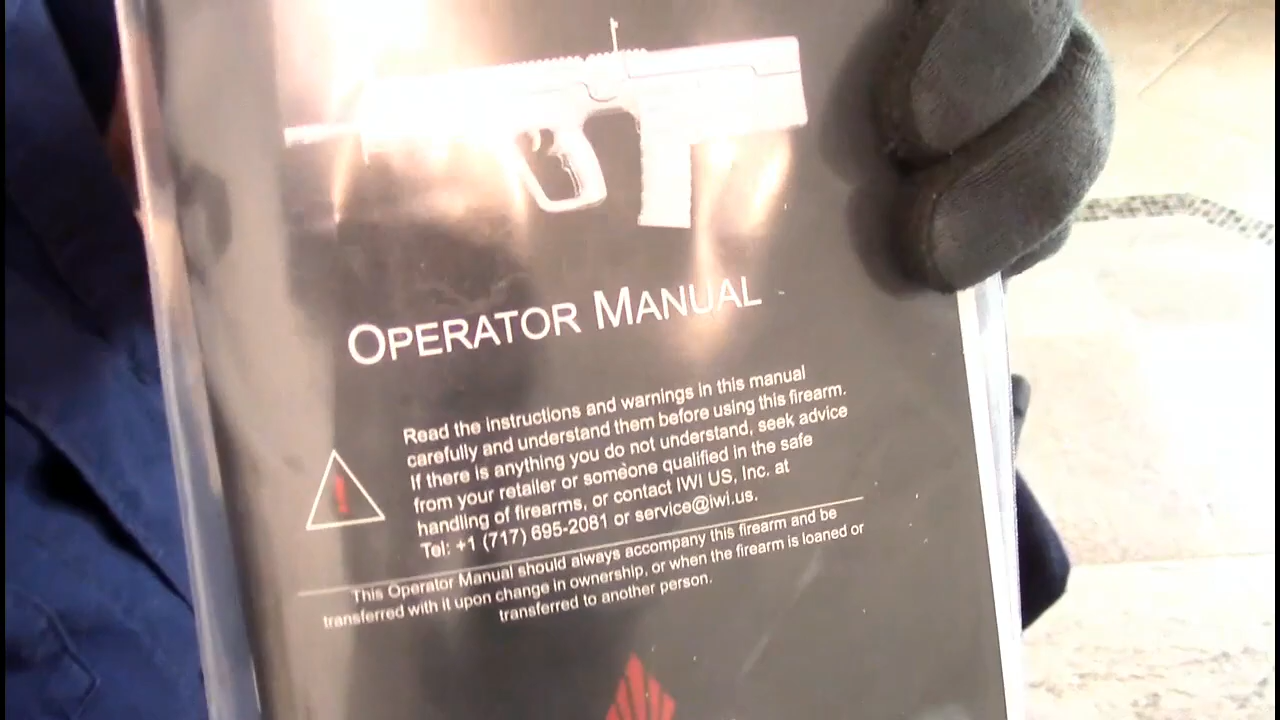 OPERATOR MANUAL
Read the instructions and warnings in this manual
carefully and understand them before using this firearm.
If there is anything you do not understand, seek advice
from your retailer or someone qualified in the safe
handling of firearms, or contact IWI US, Inc. at
Tel: +1 (717) 695-2081 or service@iwi.us.
This Operator Manual should always accompany this firearm and be
transferred with it upon change in ownership, or when the firearm is loaned or
transferred to another person.